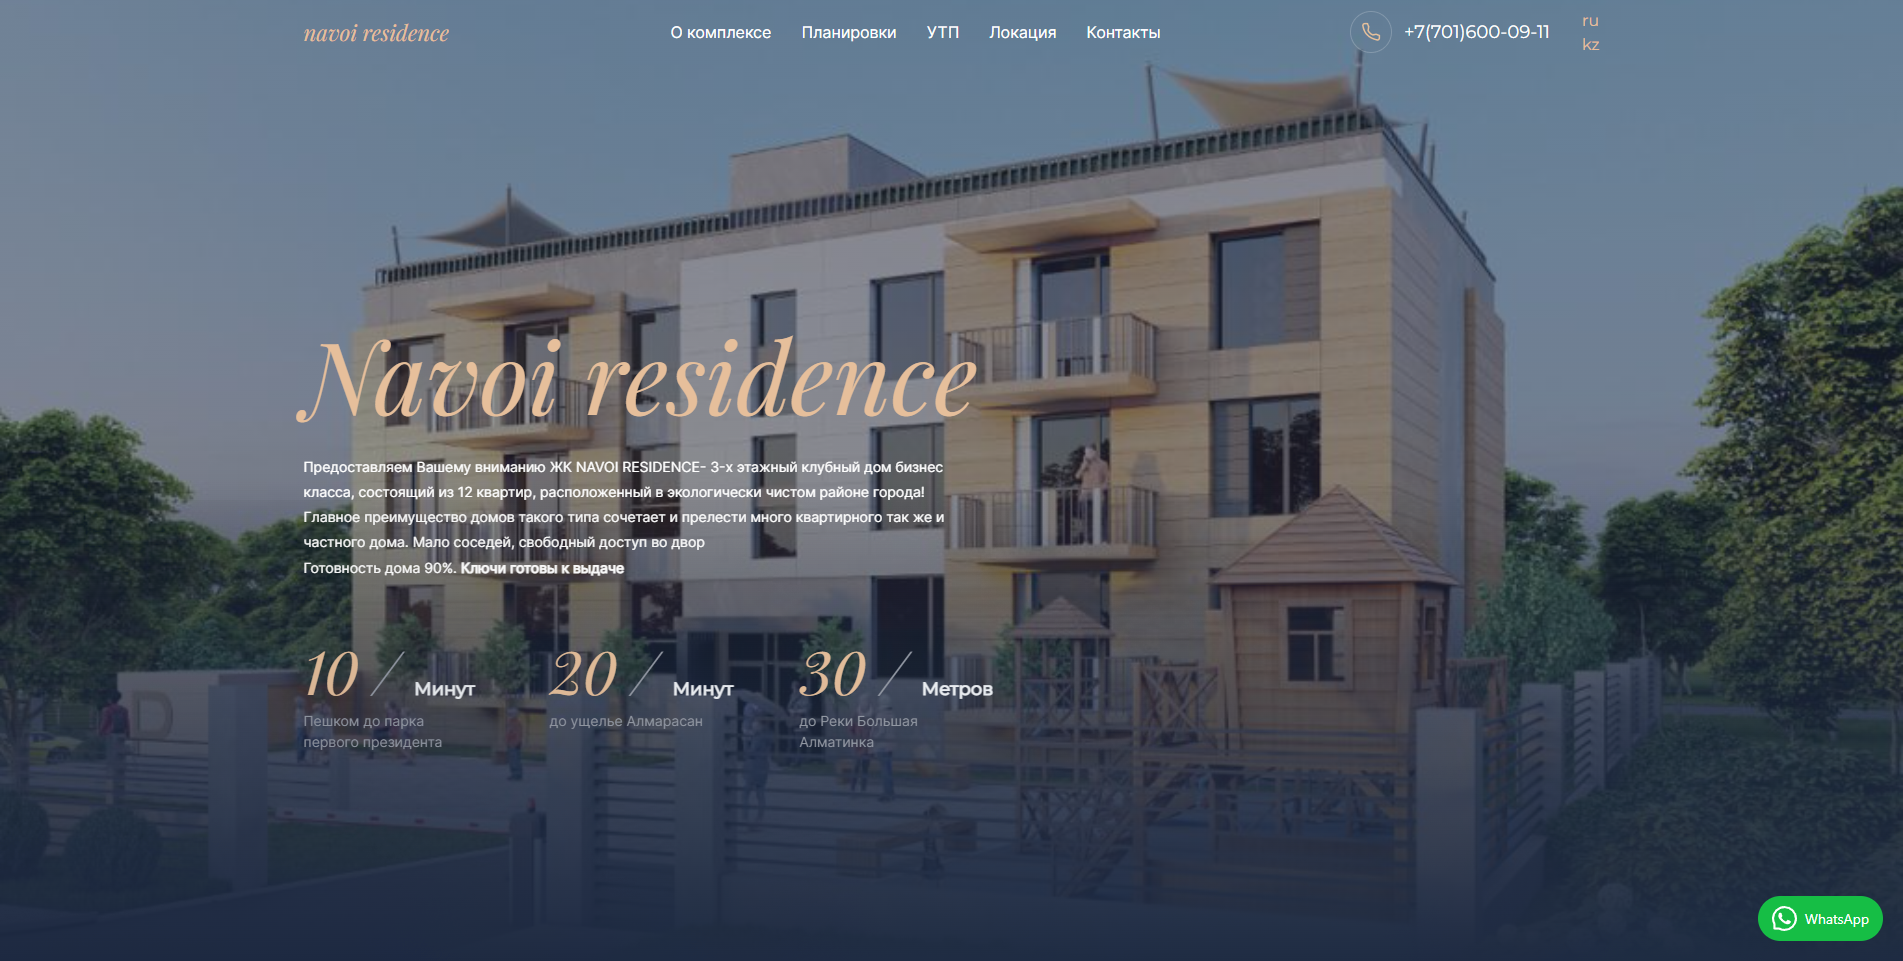 navoi residence
О комплексе Планировки УТП Локация Контакты
+7(701)600-09-11
ru
kz
Navoi residence
Предоставляем Вашему вниманию ЖК NAVOI RESIDENCE- 3-х этажный клубный дом бизнес
класса, состоящий из 12 квартир, расположенный в экологически чистом районе города!
Главное преимущество домов такого типа сочетает и прелести много квартирного так же и
частного дома. Мало соседей, свободный доступ во двор
Готовность дома 90%. Ключи готовы к выдаче
10 / Минут
Пешком до парка
первого президента
20 / Минут
до ущелье Алмарасан
30 / Метров
до Реки Большая
Алматинка
WhatsApp